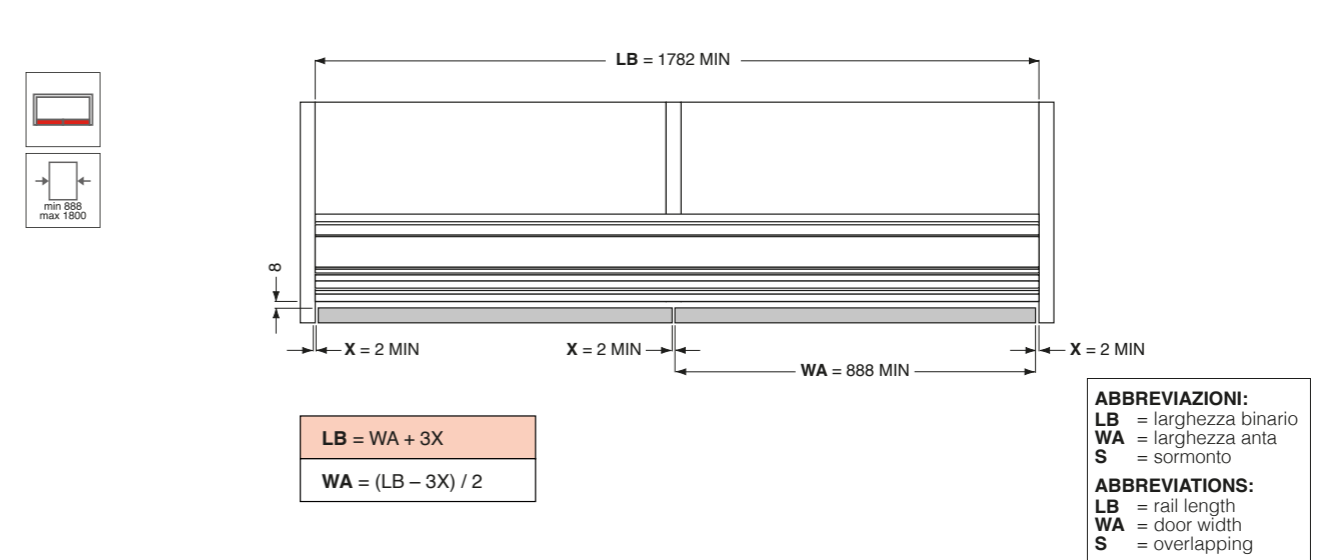 LB = 1782 MIN
min 888
max 1800
8
X = 2 MIN
X = 2 MIN
X = 2 MIN
WA = 888 MIN
LB = WA + 3X
WA = (LB – 3X) / 2
ABBREVIAZIONI:
LB = larghezza binario
WA = larghezza anta
S = sormonto
ABBREVIATIONS:
LB = rail length
WA = door width
S = overlapping